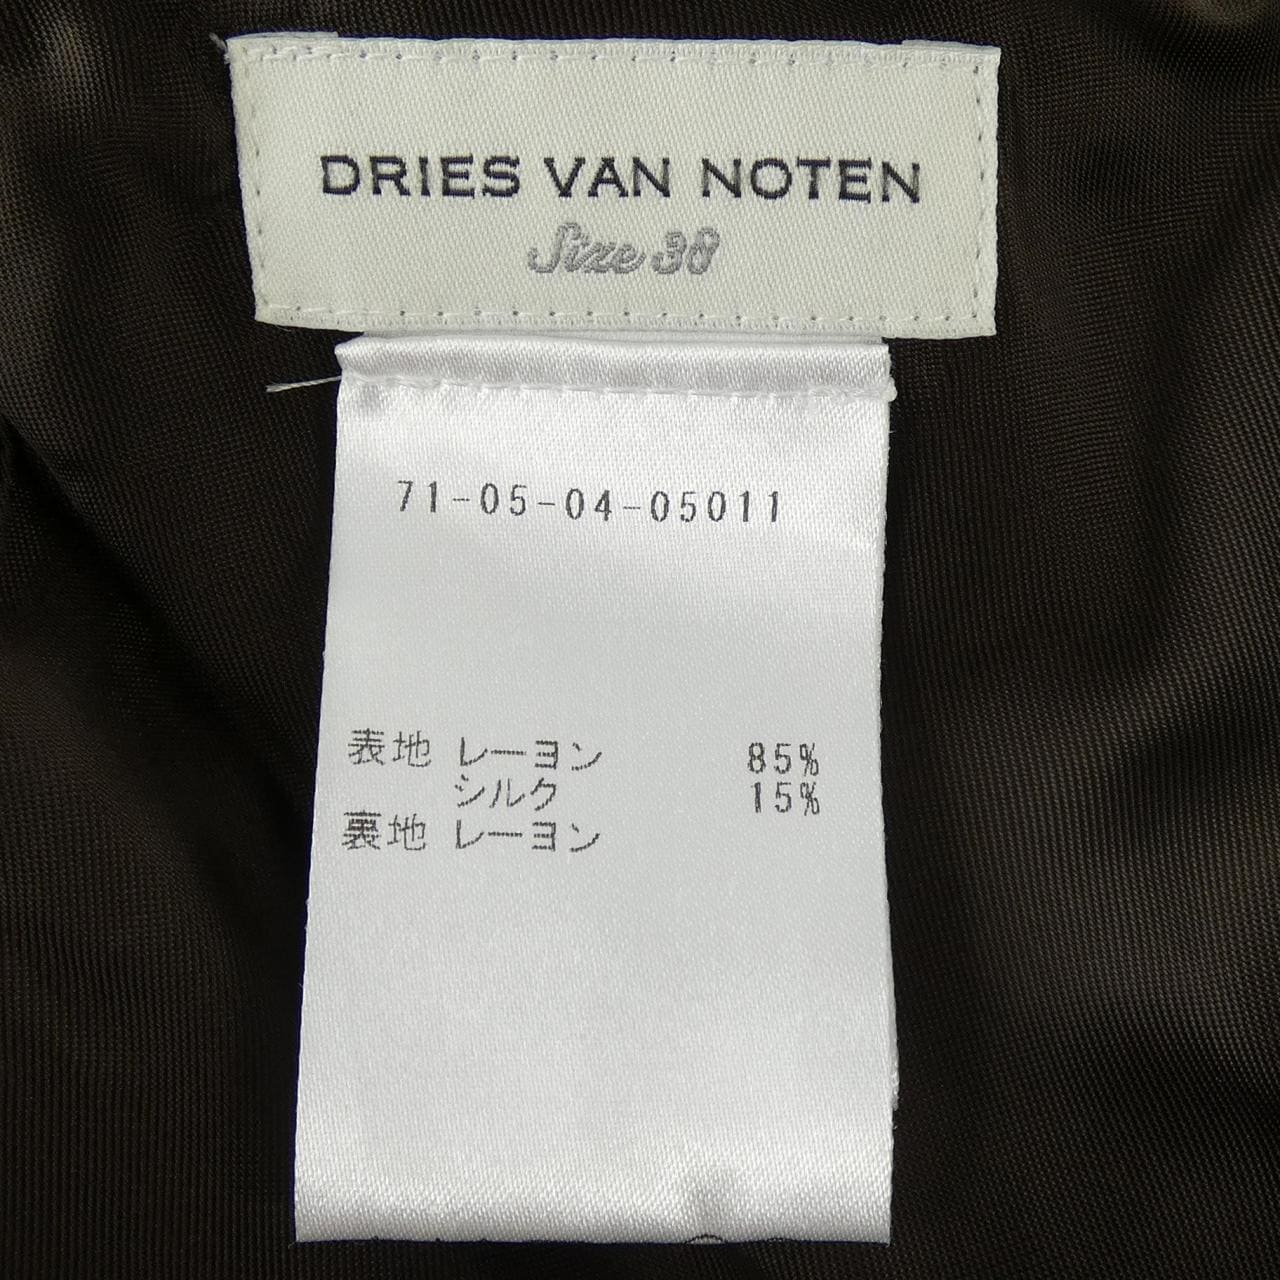 DRIES VAN NOTEN
Size 38
71-05-04-05011
表地 レーヨン 85%
シルク 15%
裏地 レーヨン